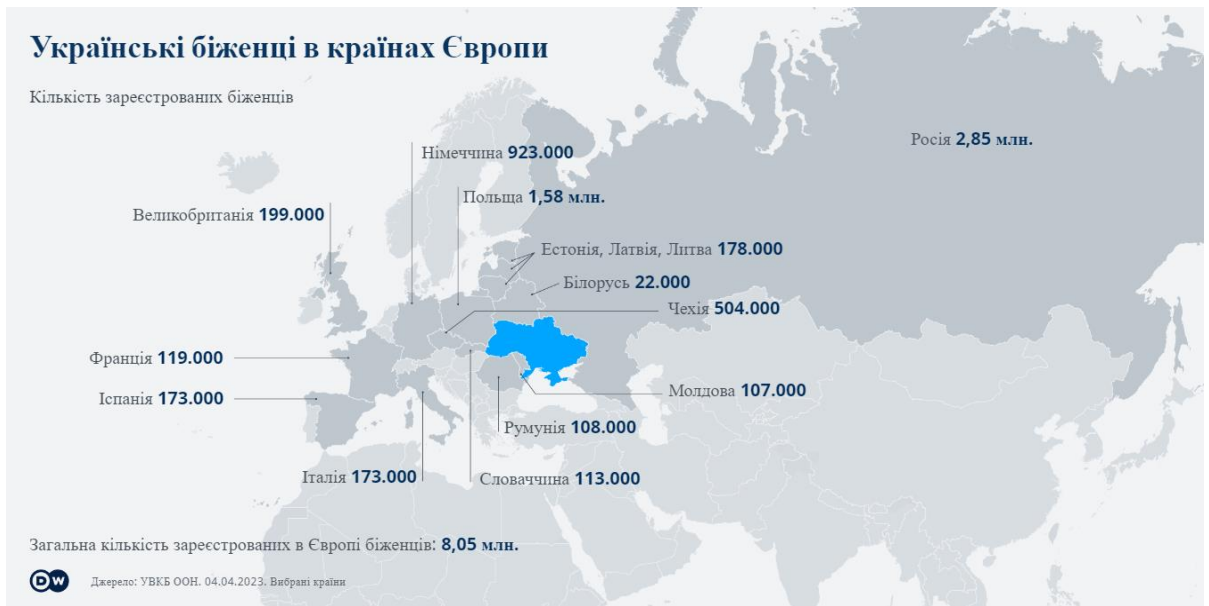 Українські біженці в країнах Європи
Кількість зареєстрованих біженців
Росія 2,85 млн.
Німеччина 923.000
Польща 1,58 млн.
Великобританія 199.000
Естонія, Латвія, Литва 178.000
Білорусь 22.000
Чехія 504.000
Франція 119.000
Іспанія 173.000
Молдова 107.000
Румунія 108.000
Італія 173.000
Словаччина 113.000
Загальна кількість зареєстрованих в Європі біженців: 8,05 млн.
DW
Джерело: УВКБ ООН. 04.04.2023. Вибрані країни